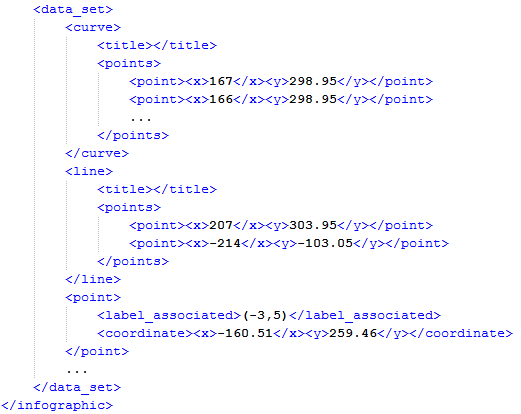 <data_set>
<curve>
<title></title>
<points>
<point><x>167</x><y>298.95</y></point>
<point><x>166</x><y>298.95</y></point>
...
</points>
</curve>
<line>
<title></title>
<points>
<point><x>207</x><y>303.95</y></point>
<point><x>-214</x><y>-103.05</y></point>
</points>
</line>
<point>
<label_associated>(-3,5)</label_associated>
<coordinate><x>-160.51</x><y>259.46</y></coordinate>
</point>
...
</data_set>
</infographic>